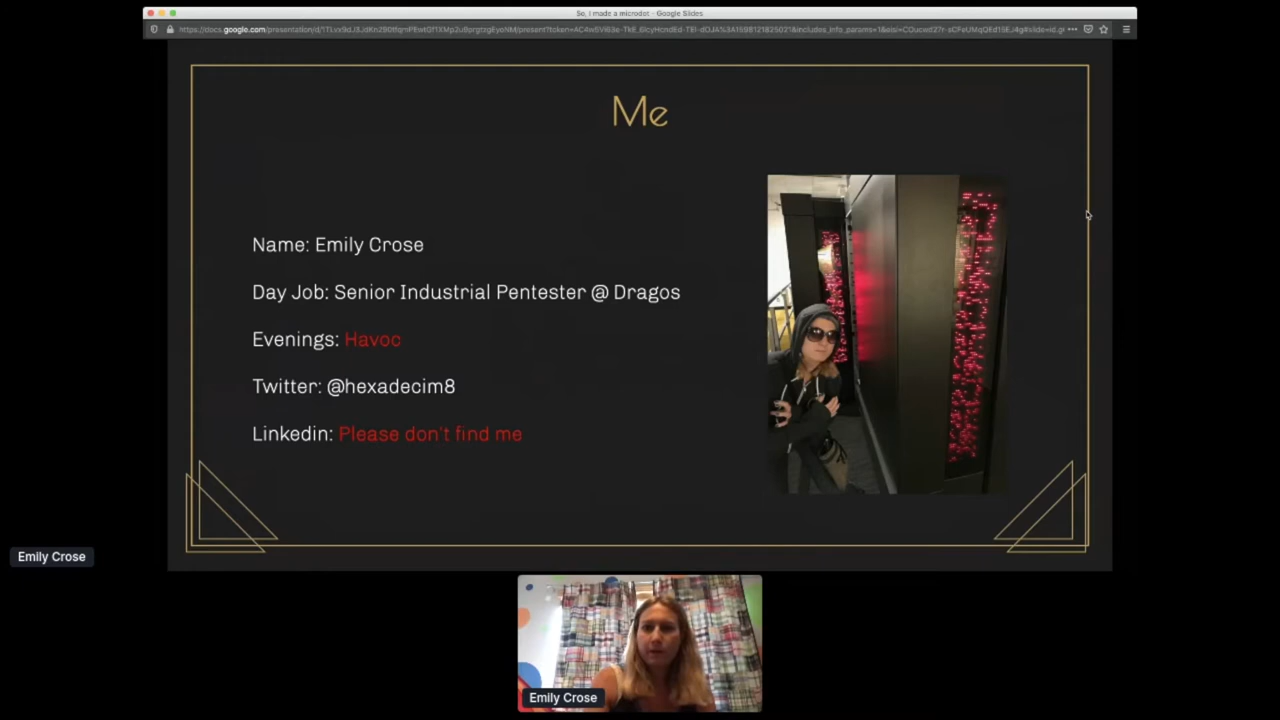 So, i made a microdot - Google Slides
Me
Name: Emily Crose
Day Job: Senior Industrial Pentester @ Dragos
Evenings: Havoc
Twitter: @hexadecim8
Linkedin: Please don't find me
Emily Crose
Emily Crose